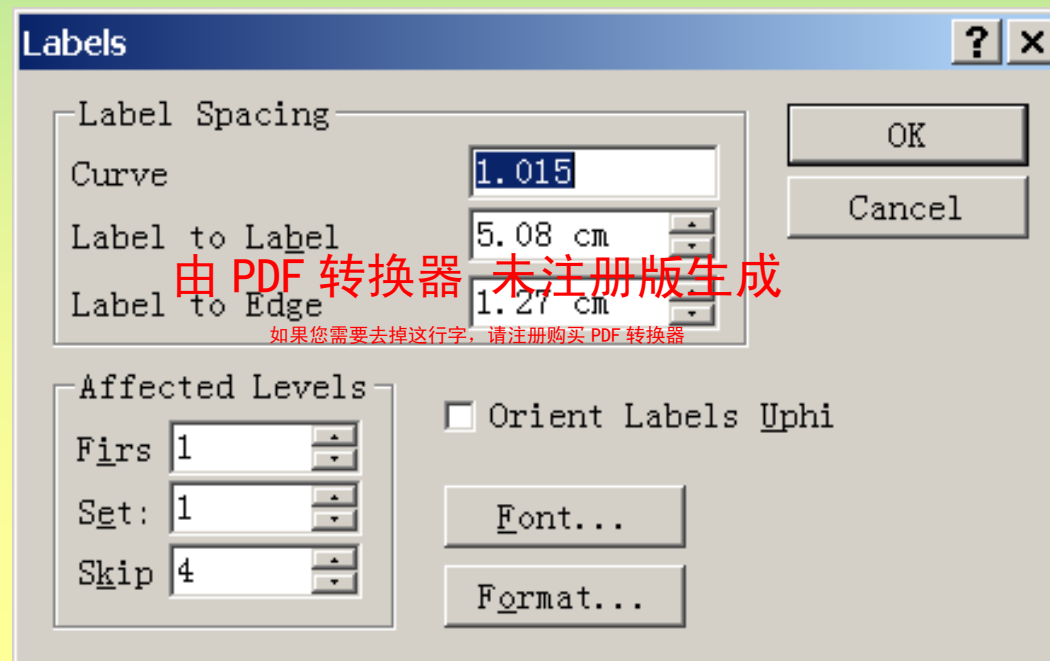 Labels
Label Spacing
OK
Curve
1.015
Cancel
Label to Label
5.08 cm
由 PDF 转换器 未注册版生成
Label to Edge
1.27 cm
如果您需要去掉这行字，请注册购买 PDF 转换器
Affected Levels
Firs 1
Orient Labels Uphi
Set: 1
Font...
Skip 4
Format...